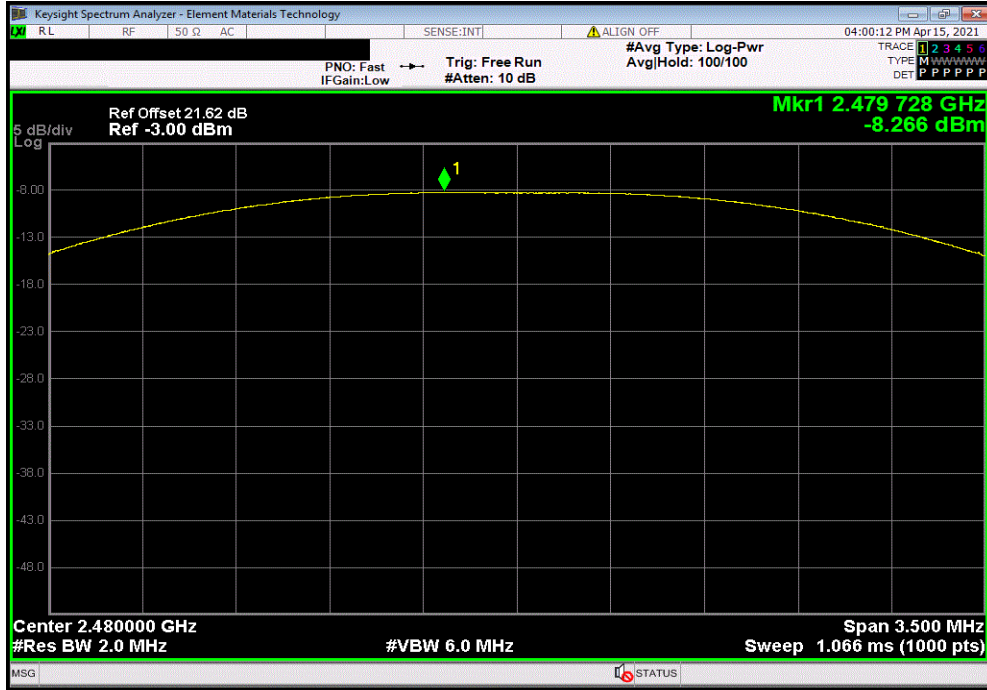 Keysight Spectrum Analyzer - Element Materials Technology
LXI RL RF 50 Ω AC SENSE:INT ALIGN OFF 04:00:12 PM Apr 15, 2021
PNO: Fast
IFGain:Low
Trig: Free Run
#Atten: 10 dB
#Avg Type: Log-Pwr
Avg|Hold: 100/100
TRACE 1 2 3 4 5 6
TYPE M W W W W W
DET P P P P P P
Mkr1 2.479 728 GHz
-8.266 dBm
Ref Offset 21.62 dB
5 dB/div Ref -3.00 dBm
Log
1
-8.00
-13.0
-18.0
-23.0
-28.0
-33.0
-38.0
-43.0
-48.0
Center 2.480000 GHz Span 3.500 MHz
#Res BW 2.0 MHz #VBW 6.0 MHz Sweep 1.066 ms (1000 pts)
MSG STATUS